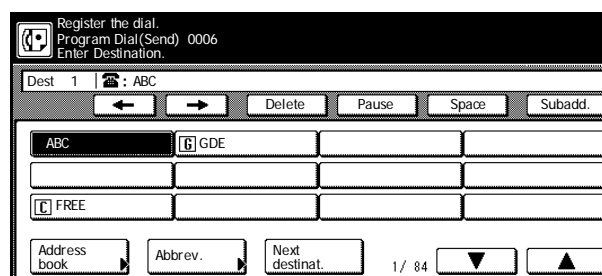 Register the dial.
Program Dial(Send) 0006
Enter Destination.
Dest 1 : ABC
Delete Pause Space Subadd.
ABC G GDE
C FREE
Address book Abbrev. Next destinat. 1/ 84